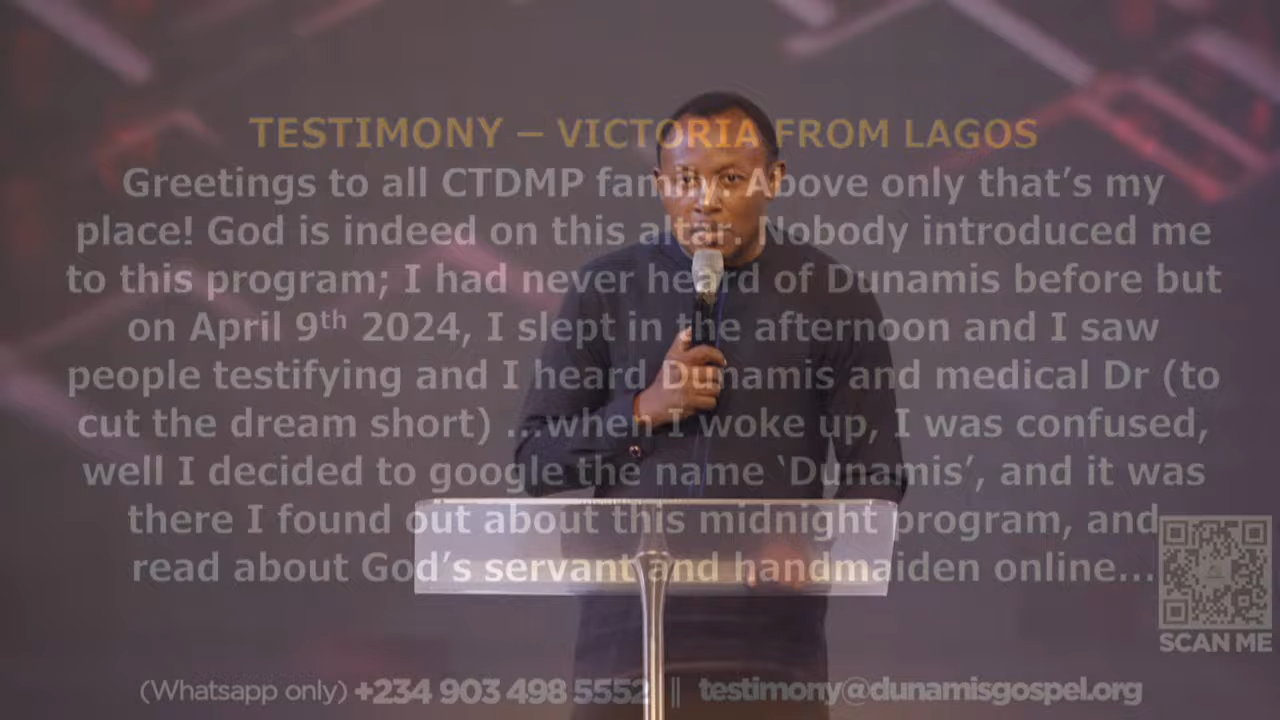 TESTIMONY – VICTORIA FROM LAGOS
Greetings to all CTDMP family. Above only that’s my
place! God is indeed on this altar. Nobody introduced me
to this program; I had never heard of Dunamis before but
on April 9th 2024, I slept in the afternoon and I saw
people testifying and I heard Dunamis and medical Dr (to
cut the dream short) ...when I woke up, I was confused,
well I decided to google the name ‘Dunamis’, and it was
there I found out about this midnight program, and
read about God’s servant and handmaiden online...
SCAN ME
(Whatsapp only) +234 903 498 5552 || testimony@dunamisgospel.org